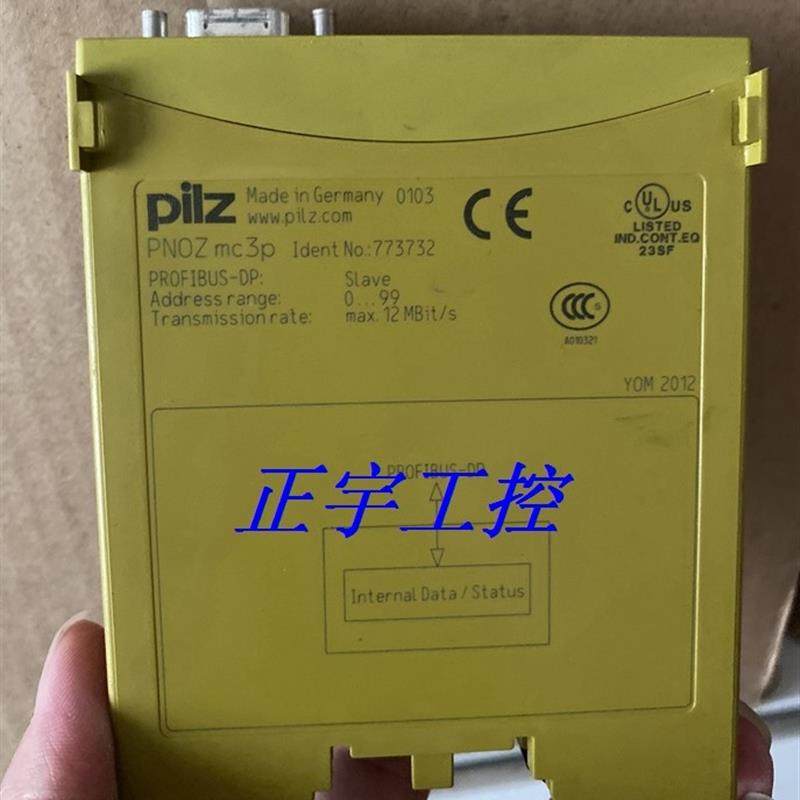 pilz Made in Germany 0103
www.pilz.com
PNOZ mc3p Ident No.:773732
PROFIBUS-DP: Slave
Address range: 0...99
Transmission rate: max. 12 MBit/s
CE
C UL US
LISTED
IND.CONT.EQ
23SF
CCC S
A010321
YOM 2012
PROFIBUS-DP
正宇工控
Internal Data / Status